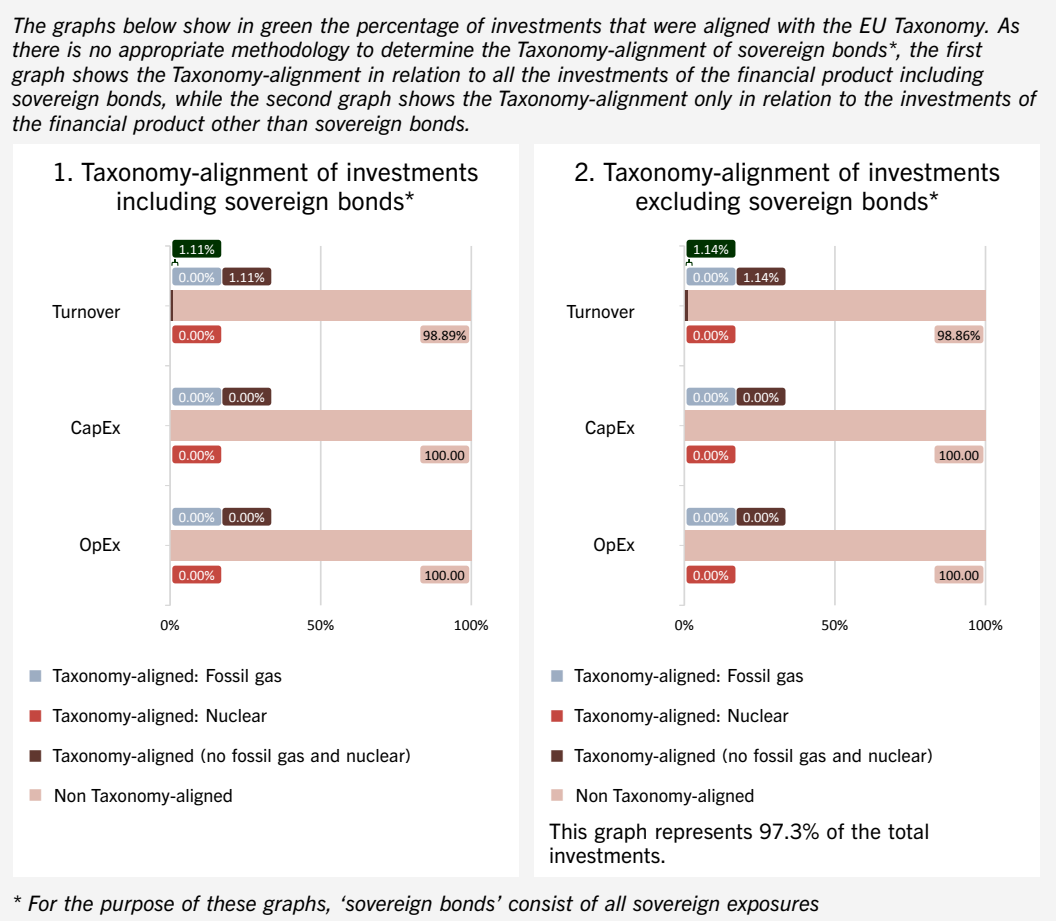 The graphs below show in green the percentage of investments that were aligned with the EU Taxonomy. As
there is no appropriate methodology to determine the Taxonomy-alignment of sovereign bonds*, the first
graph shows the Taxonomy-alignment in relation to all the investments of the financial product including
sovereign bonds, while the second graph shows the Taxonomy-alignment only in relation to the investments of
the financial product other than sovereign bonds.
1. Taxonomy-alignment of investments
including sovereign bonds*
1.11%
0.00% 1.11%
Turnover
0.00% 98.89%
0.00% 0.00%
CapEx
0.00% 100.00
0.00% 0.00%
OpEx
0.00% 100.00
0% 50% 100%
Taxonomy-aligned: Fossil gas
Taxonomy-aligned: Nuclear
Taxonomy-aligned (no fossil gas and nuclear)
Non Taxonomy-aligned
2. Taxonomy-alignment of investments
excluding sovereign bonds*
1.14%
0.00% 1.14%
Turnover
0.00% 98.86%
0.00% 0.00%
CapEx
0.00% 100.00
0.00% 0.00%
OpEx
0.00% 100.00
0% 50% 100%
Taxonomy-aligned: Fossil gas
Taxonomy-aligned: Nuclear
Taxonomy-aligned (no fossil gas and nuclear)
Non Taxonomy-aligned
This graph represents 97.3% of the total
investments.
* For the purpose of these graphs, ‘sovereign bonds’ consist of all sovereign exposures